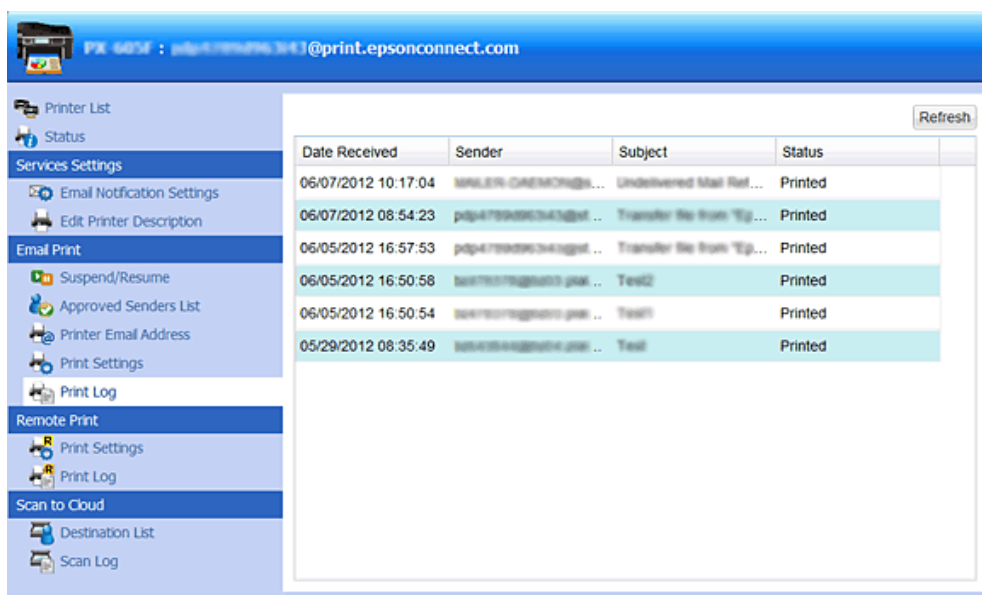 : @print.epsonconnect.com
Printer List
Status
Services Settings
Email Notification Settings
Edit Printer Description
Email Print
Suspend/Resume
Approved Senders List
Printer Email Address
Print Settings
Print Log
Remote Print
Print Settings
Print Log
Scan to Cloud
Destination List
Scan Log
Refresh
Date Received Sender Subject Status
06/07/2012 10:17:04 Printed
06/07/2012 08:54:23 Printed
06/05/2012 16:57:53 Printed
06/05/2012 16:50:58 Printed
06/05/2012 16:50:54 Printed
05/29/2012 08:35:49 Printed